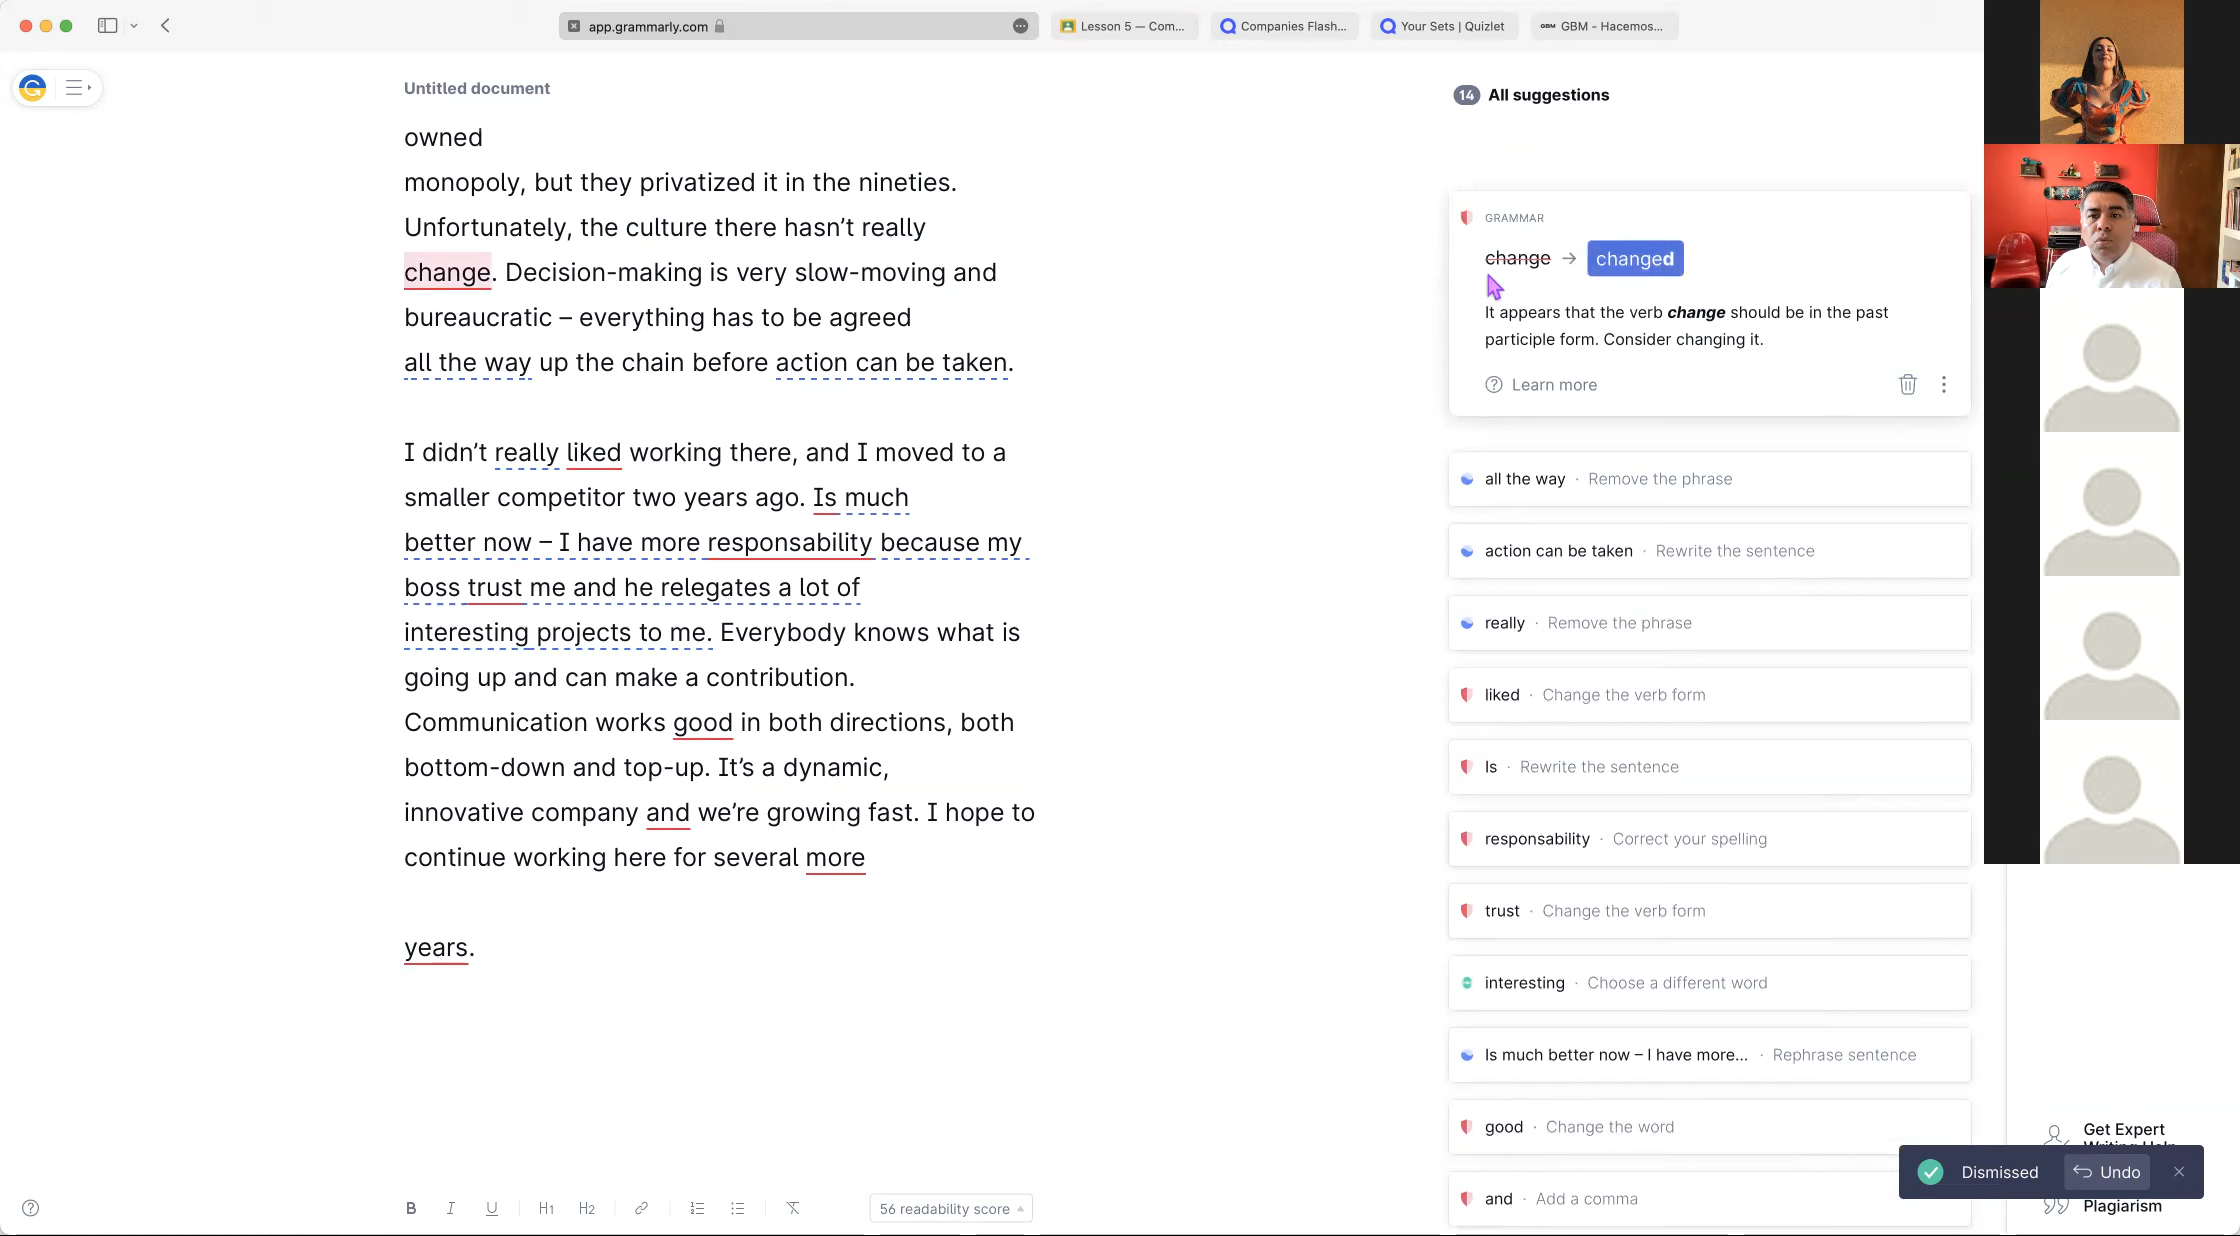 app.grammarly.com
Lesson 5 — Com...
Companies Flash...
Your Sets | Quizlet
GBM GBM - Hacemos...
Untitled document
owned
monopoly, but they privatized it in the nineties.
Unfortunately, the culture there hasn't really
change. Decision-making is very slow-moving and
bureaucratic – everything has to be agreed
all the way up the chain before action can be taken.
I didn't really liked working there, and I moved to a
smaller competitor two years ago. Is much
better now – I have more responsability because my
boss trust me and he relegates a lot of
interesting projects to me. Everybody knows what is
going up and can make a contribution.
Communication works good in both directions, both
bottom-down and top-up. It's a dynamic,
innovative company and we're growing fast. I hope to
continue working here for several more
years.
B I U H1 H2
56 readability score
14 All suggestions
GRAMMAR
change → changed
It appears that the verb change should be in the past
participle form. Consider changing it.
Learn more
all the way · Remove the phrase
action can be taken · Rewrite the sentence
really · Remove the phrase
liked · Change the verb form
Is · Rewrite the sentence
responsability · Correct your spelling
trust · Change the verb form
interesting · Choose a different word
Is much better now – I have more... · Rephrase sentence
good · Change the word
and · Add a comma
Get Expert
Writing Help
Dismissed Undo
Plagiarism